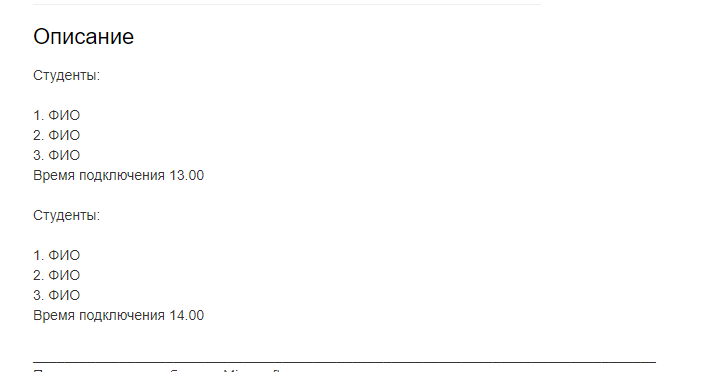 Описание
Студенты:
1. ФИО
2. ФИО
3. ФИО
Время подключения 13.00
Студенты:
1. ФИО
2. ФИО
3. ФИО
Время подключения 14.00